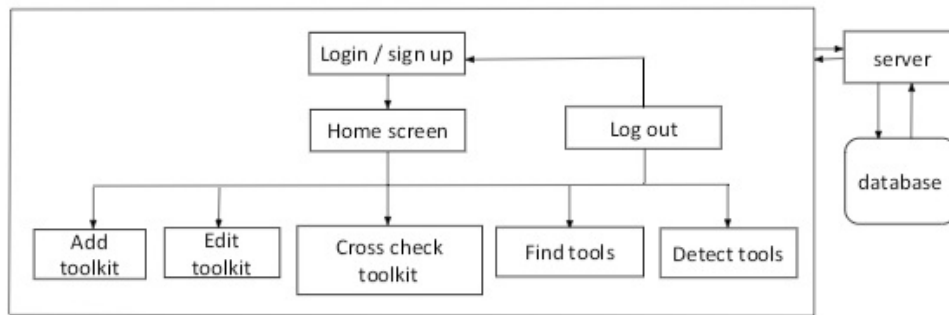 Login / sign up
server
Home screen
Log out
database
Add
toolkit
Edit
toolkit
Cross check
toolkit
Find tools
Detect tools